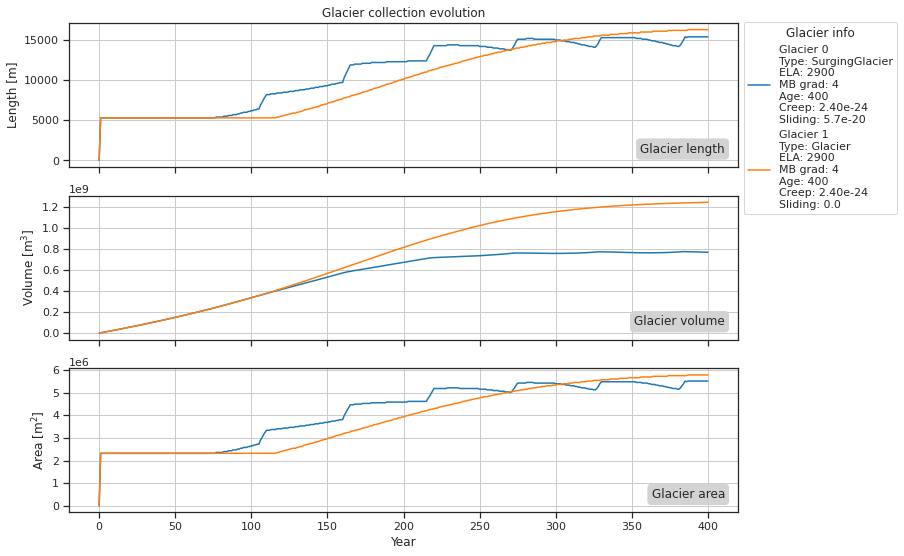 Glacier collection evolution
Length [m]
15000
10000
5000
0
Glacier length
Glacier info
Glacier 0
Type: SurgingGlacier
ELA: 2900
MB grad: 4
Age: 400
Creep: 2.40e-24
Sliding: 5.7e-20
Glacier 1
Type: Glacier
ELA: 2900
MB grad: 4
Age: 400
Creep: 2.40e-24
Sliding: 0.0
1e9
Volume [m³]
1.2
1.0
0.8
0.6
0.4
0.2
0.0
Glacier volume
1e6
Area [m²]
6
5
4
3
2
1
0
Glacier area
0 50 100 150 200 250 300 350 400
Year